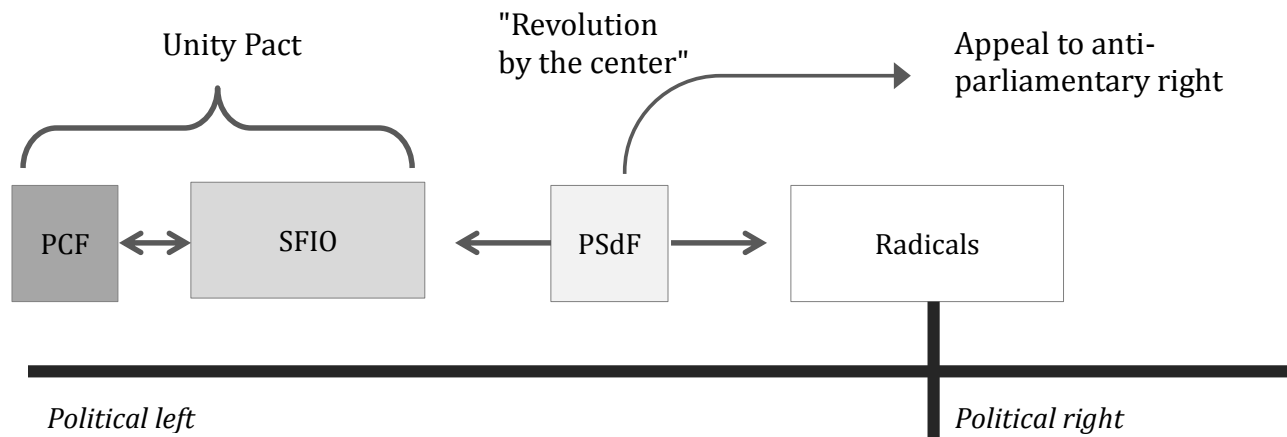 "Revolution
by the center"
Unity Pact
Appeal to anti-
parliamentary right
PCF
SFIO
PSdF
Radicals
Political left
Political right